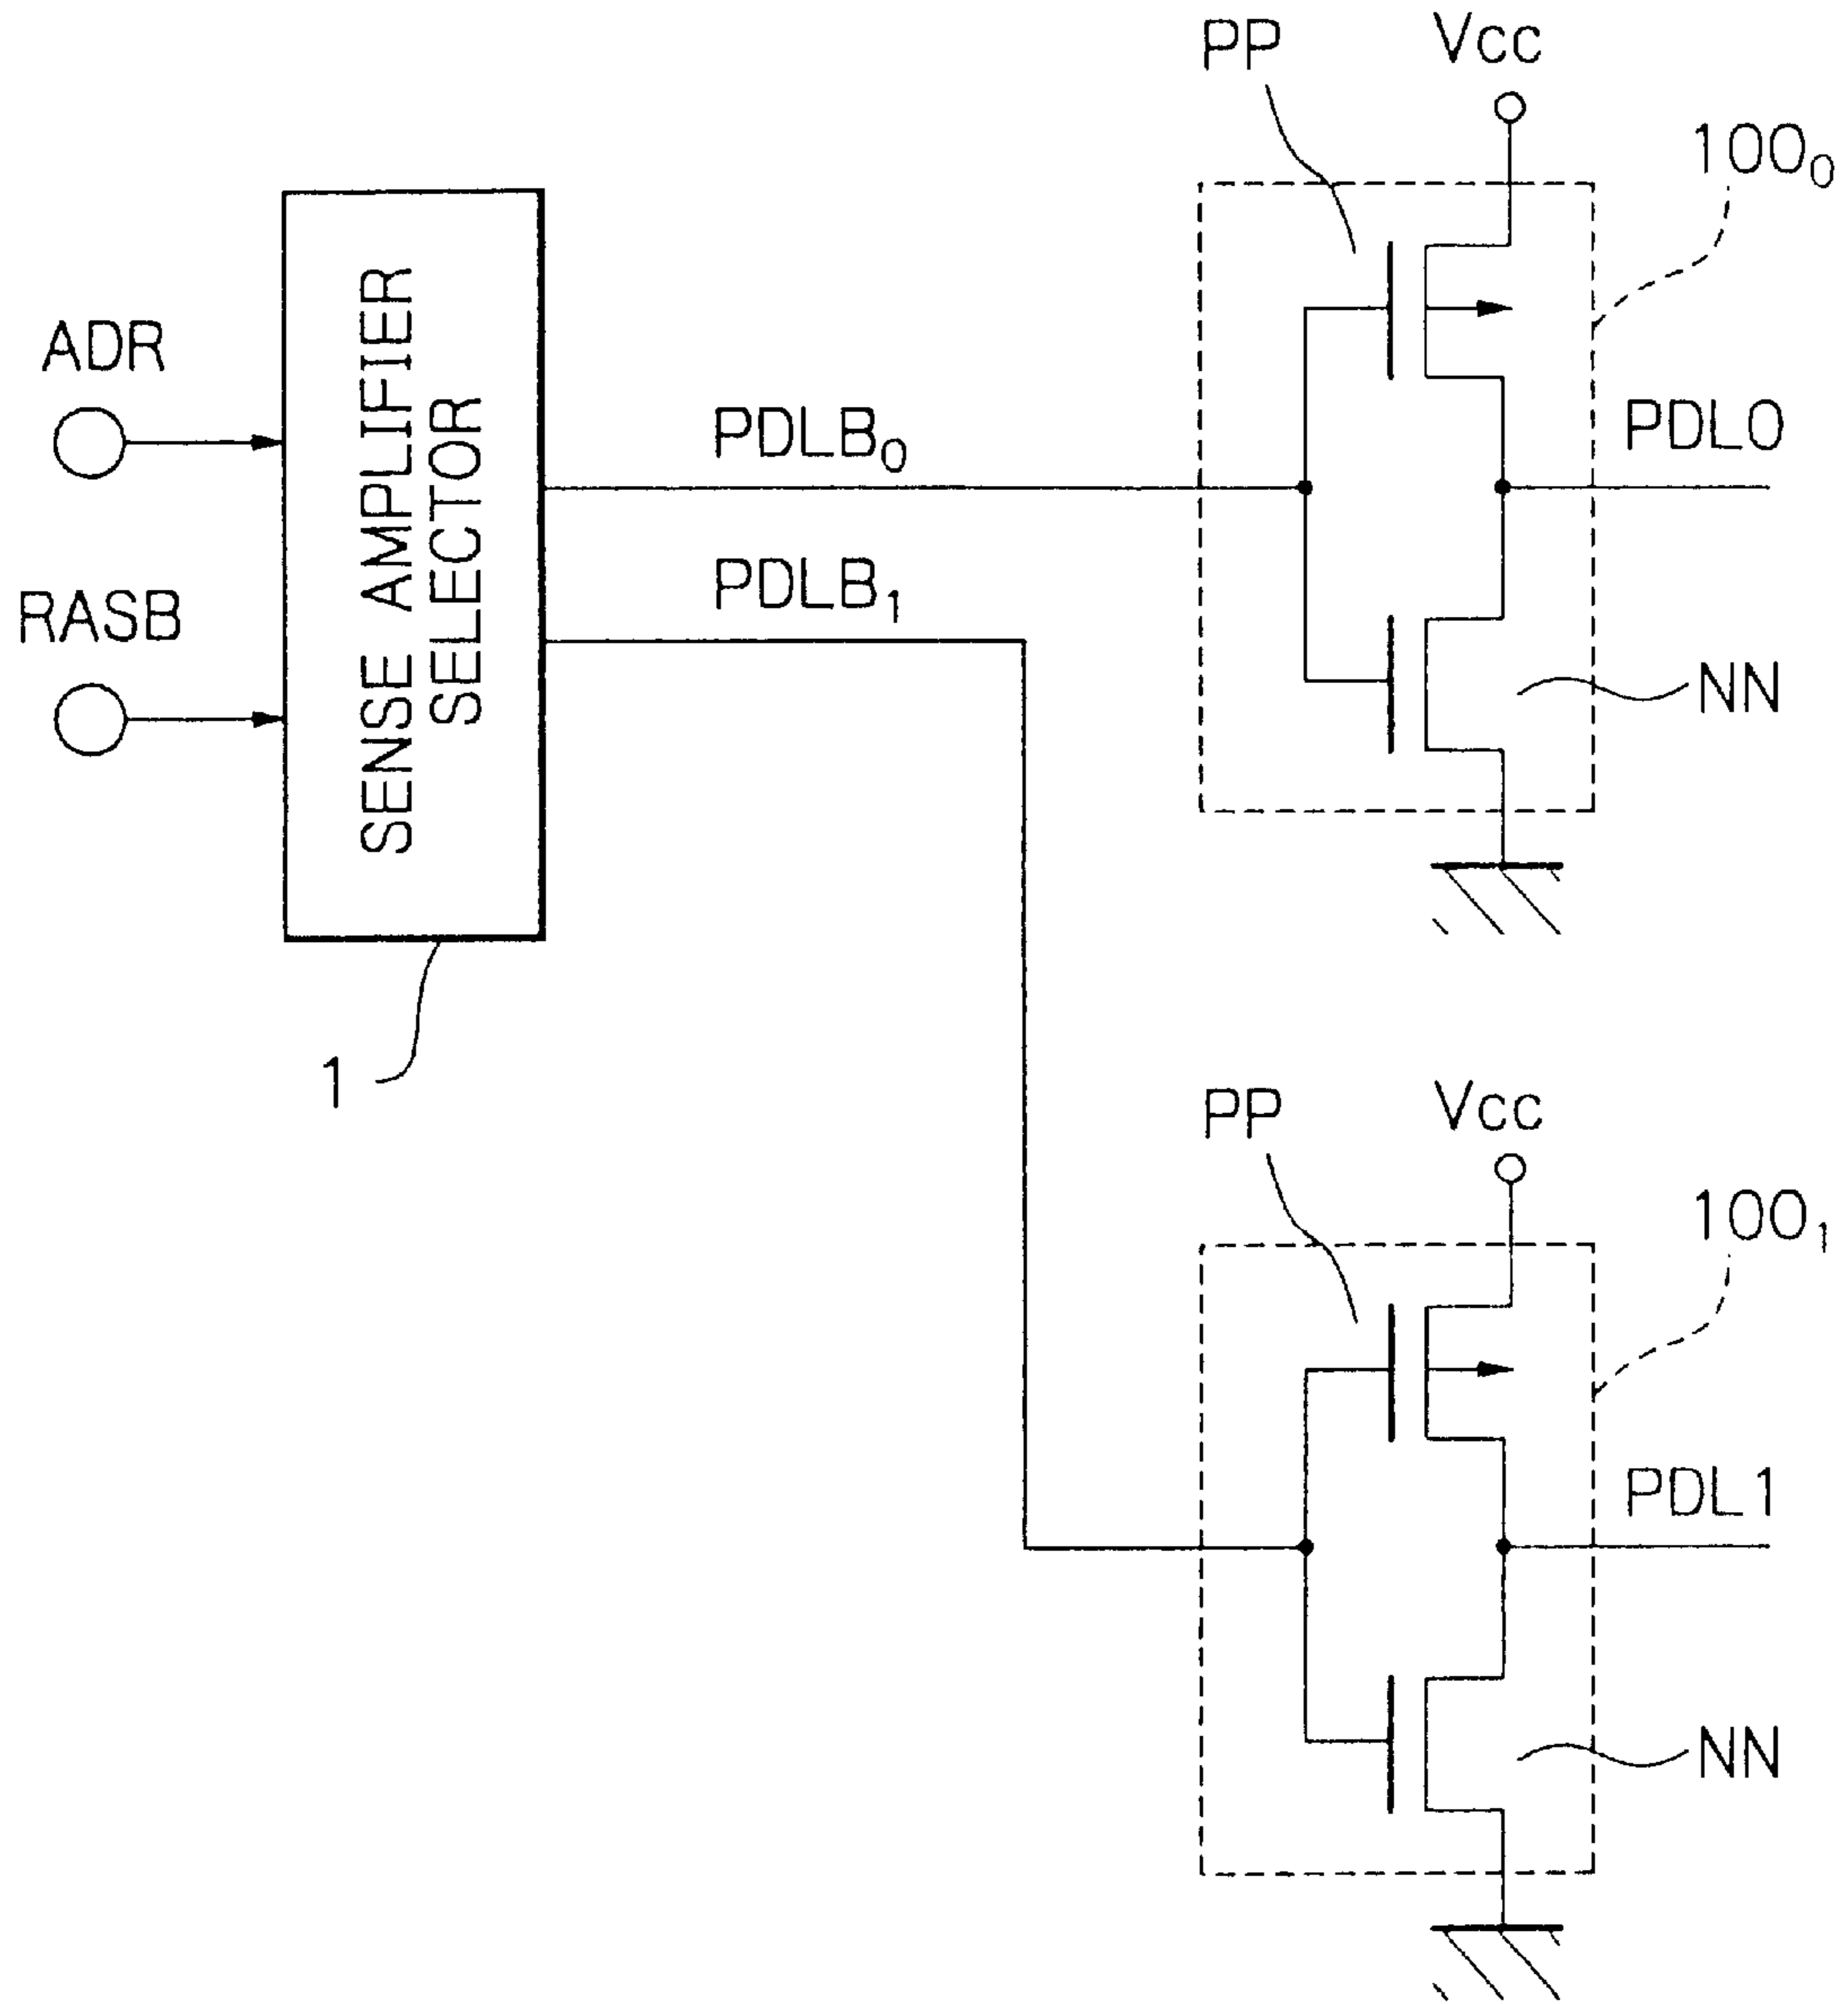 PP
Vcc
100₀
ADR
RASB
SENSE AMPLIFIER
SELECTOR
PDLB₀
PDLB₁
PDL0
NN
1
PP
Vcc
100₁
PDL1
NN